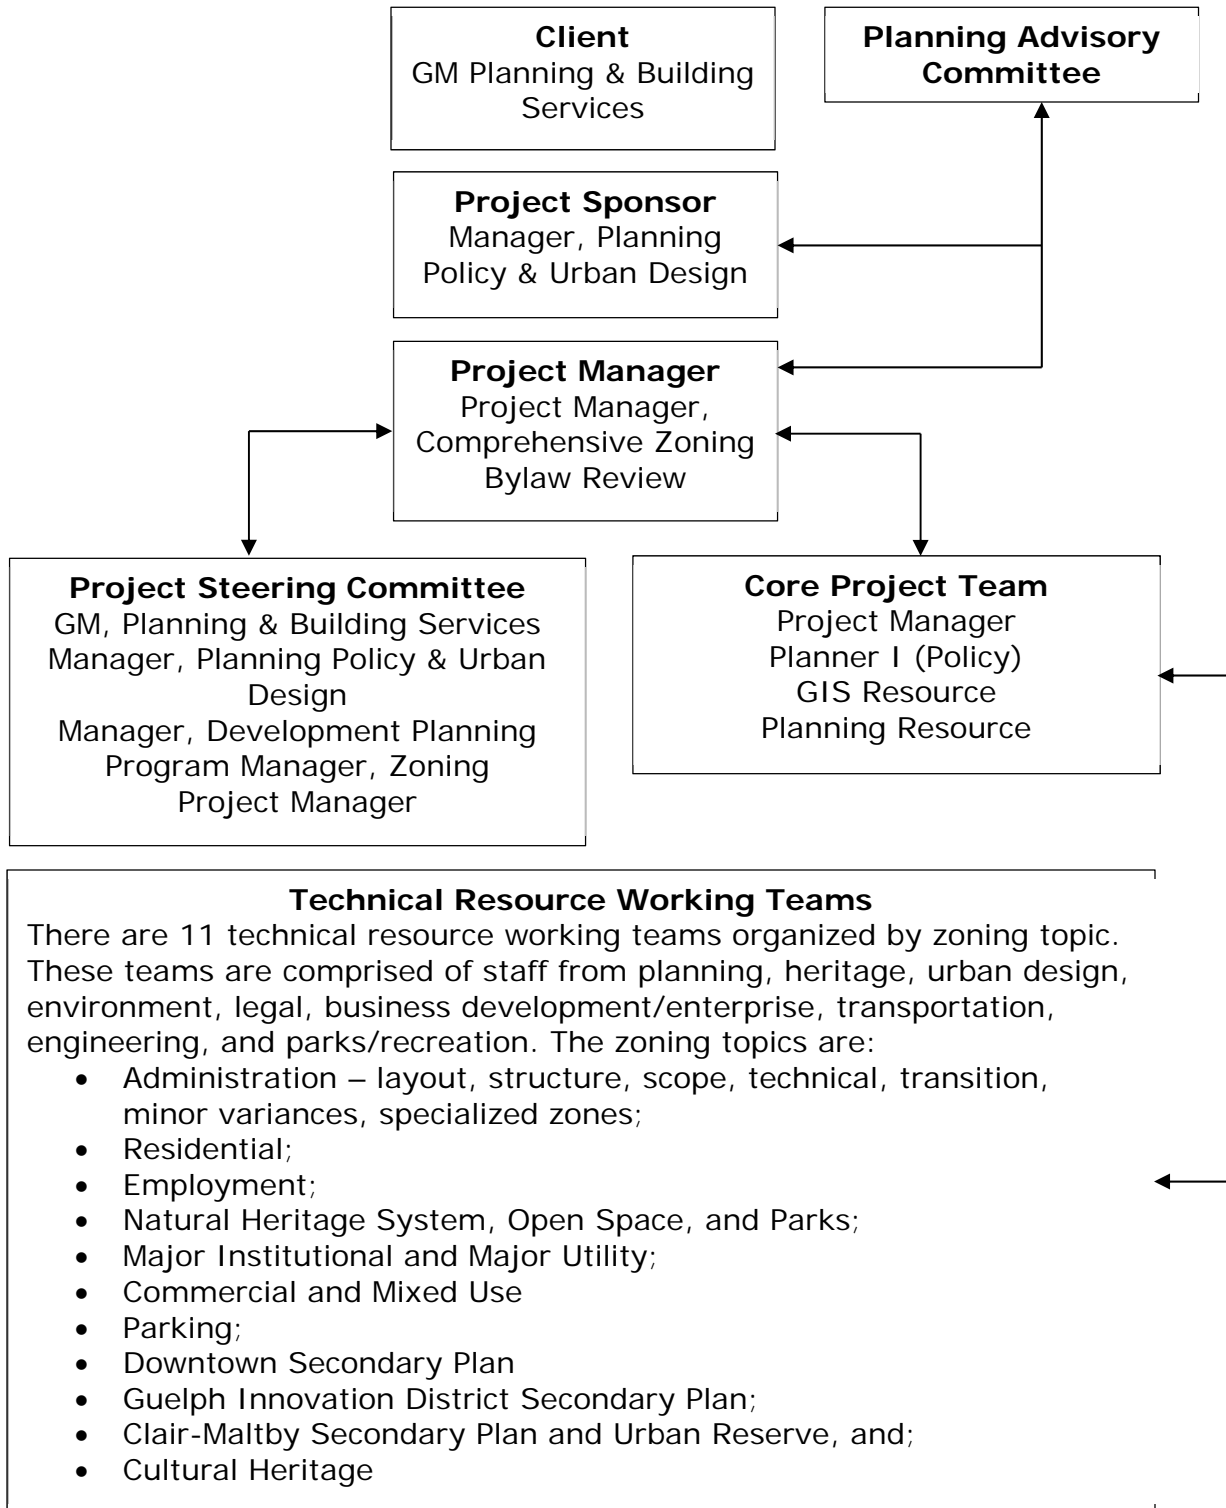 Client
GM Planning & Building
Services
Planning Advisory
Committee
Project Sponsor
Manager, Planning
Policy & Urban Design
Project Manager
Project Manager,
Comprehensive Zoning
Bylaw Review
Project Steering Committee
GM, Planning & Building Services
Manager, Planning Policy & Urban
Design
Manager, Development Planning
Program Manager, Zoning
Project Manager
Core Project Team
Project Manager
Planner I (Policy)
GIS Resource
Planning Resource
Technical Resource Working Teams
There are 11 technical resource working teams organized by zoning topic.
These teams are comprised of staff from planning, heritage, urban design,
environment, legal, business development/enterprise, transportation,
engineering, and parks/recreation. The zoning topics are:
• Administration – layout, structure, scope, technical, transition,
minor variances, specialized zones;
• Residential;
• Employment;
• Natural Heritage System, Open Space, and Parks;
• Major Institutional and Major Utility;
• Commercial and Mixed Use
• Parking;
• Downtown Secondary Plan
• Guelph Innovation District Secondary Plan;
• Clair-Maltby Secondary Plan and Urban Reserve, and;
• Cultural Heritage